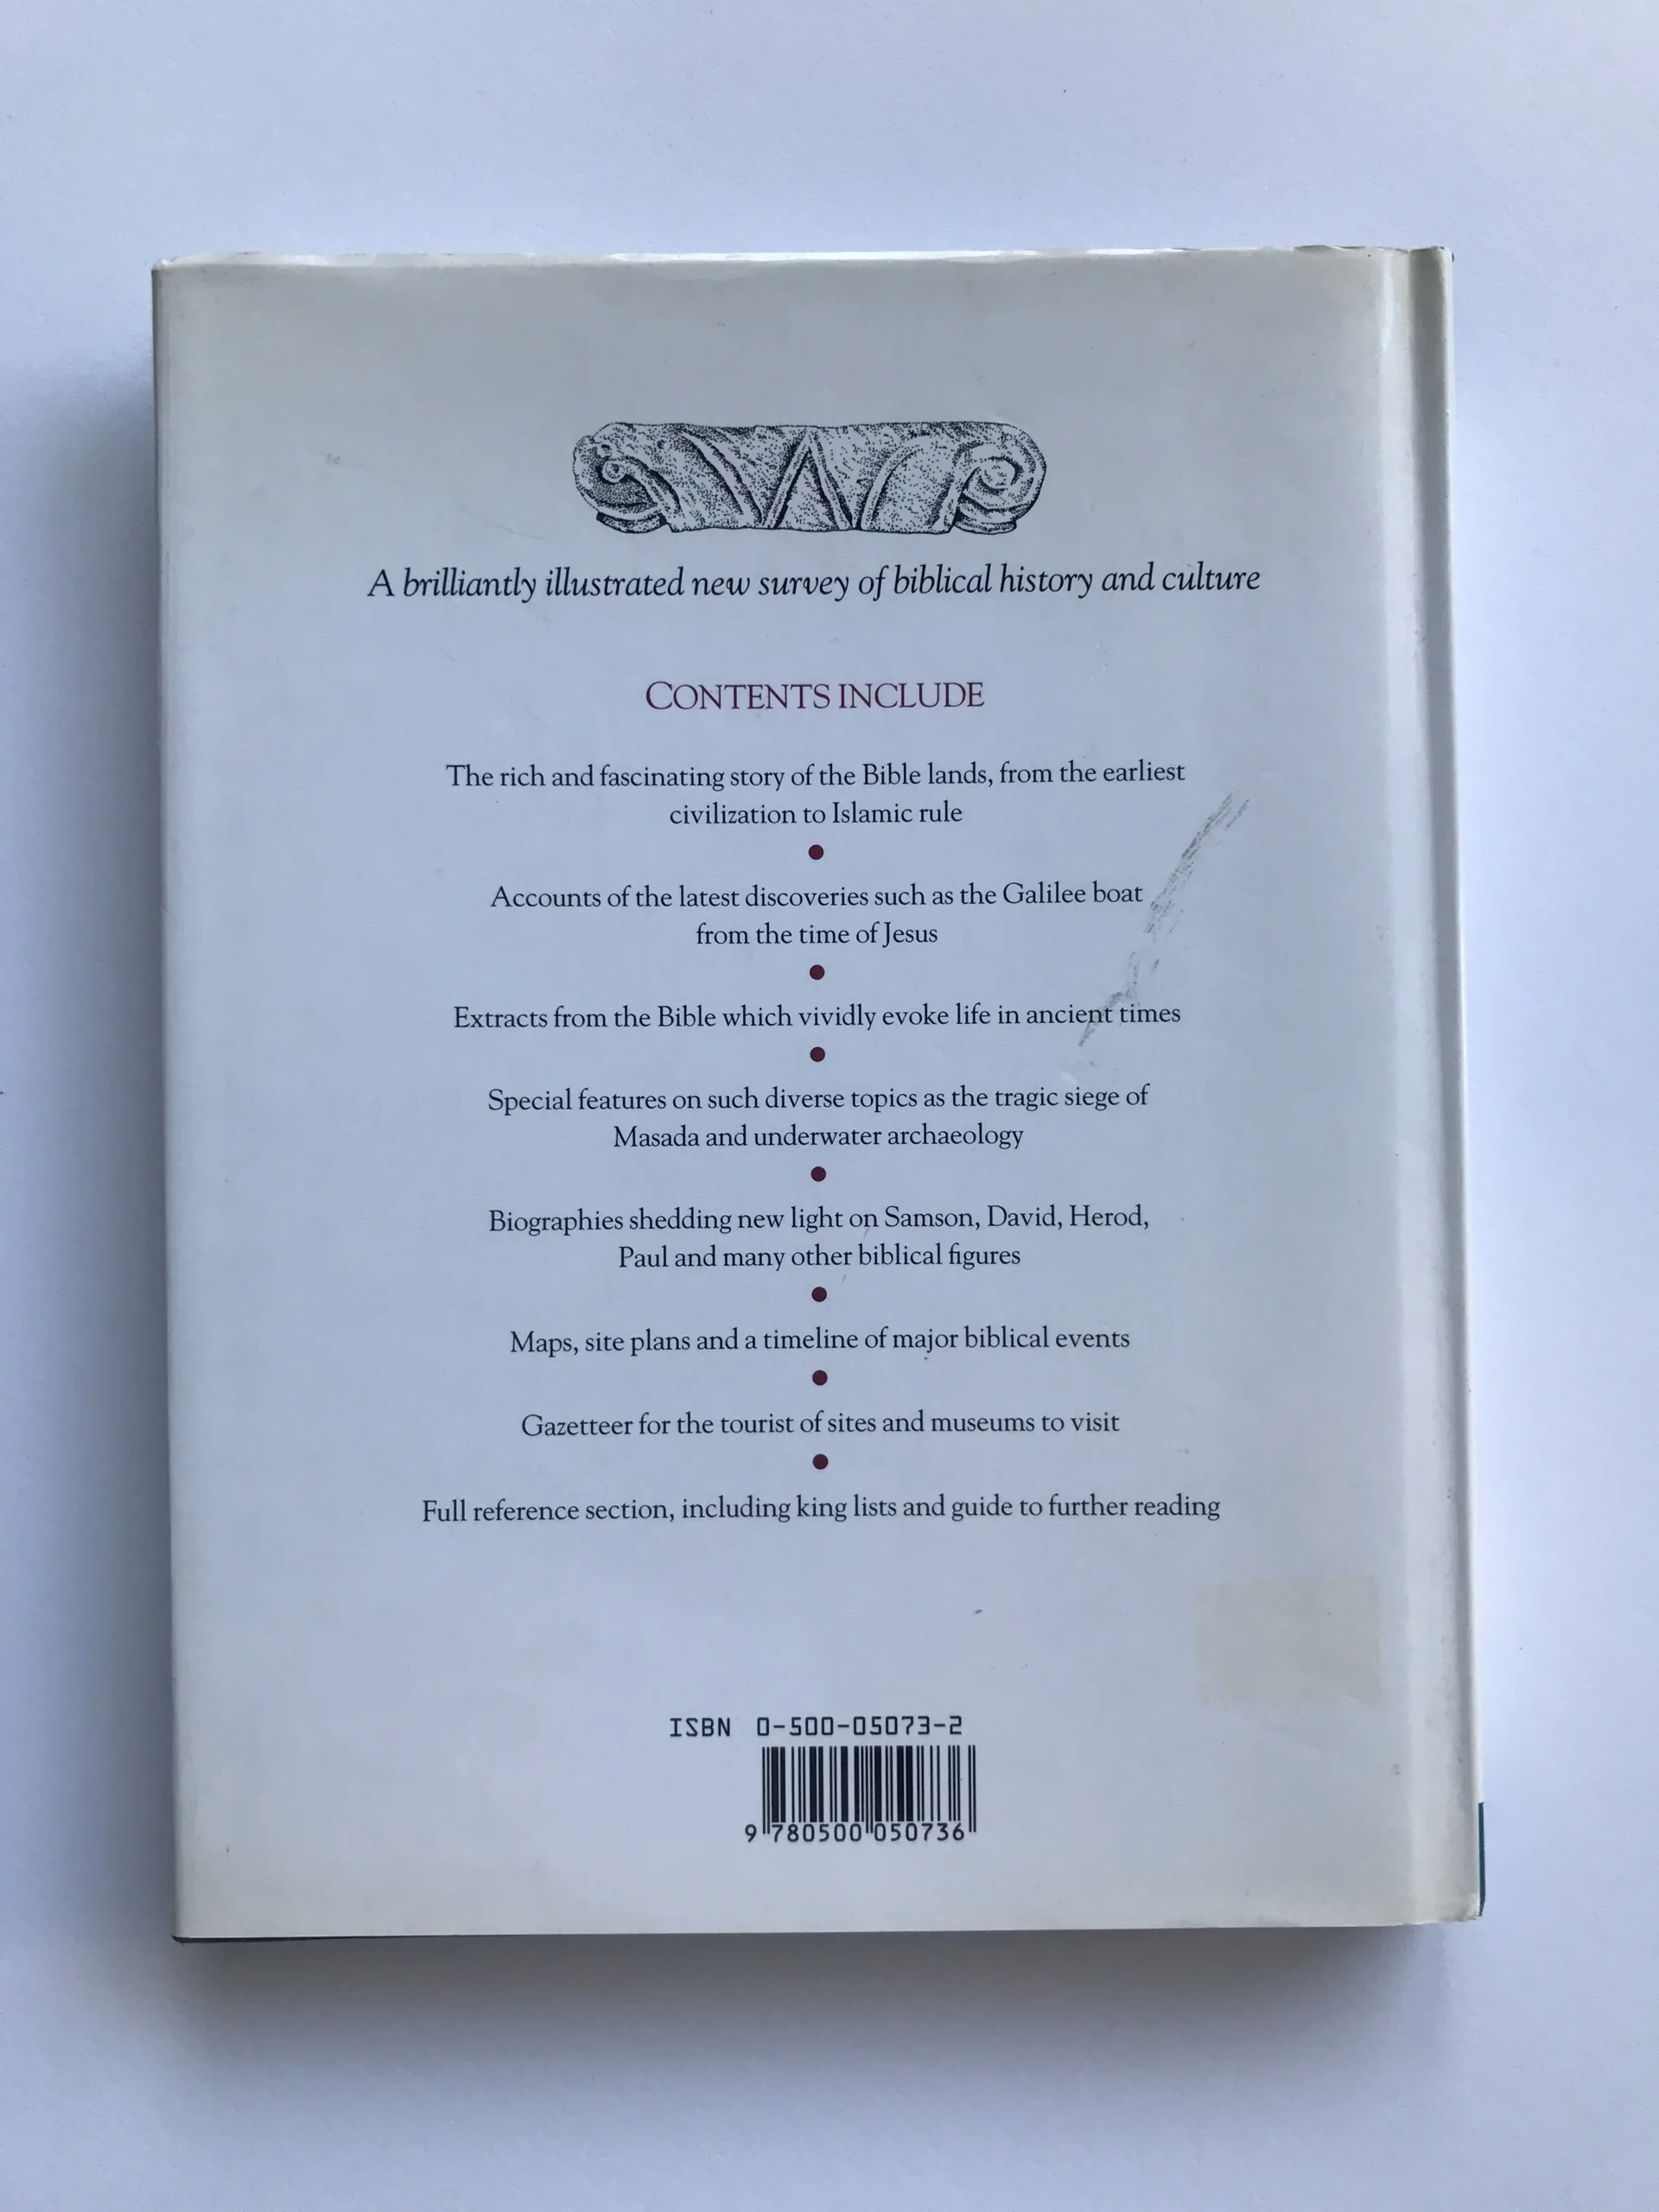 A brilliantly illustrated new survey of biblical history and culture
CONTENTS INCLUDE
The rich and fascinating story of the Bible lands, from the earliest
civilization to Islamic rule
●
Accounts of the latest discoveries such as the Galilee boat
from the time of Jesus
●
Extracts from the Bible which vividly evoke life in ancient times
●
Special features on such diverse topics as the tragic siege of
Masada and underwater archaeology
●
Biographies shedding new light on Samson, David, Herod,
Paul and many other biblical figures
●
Maps, site plans and a timeline of major biblical events
●
Gazetteer for the tourist of sites and museums to visit
●
Full reference section, including king lists and guide to further reading
ISBN 0-500-05073-2
9 780500 050736